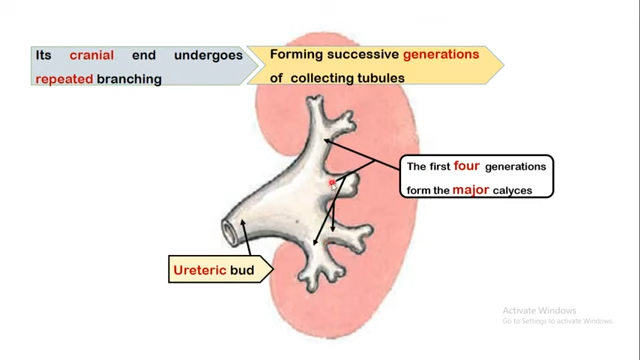 Its cranial end undergoes
repeated branching
Forming successive generations
of collecting tubules
The first four generations
form the major calyces
Ureteric bud
Activate Windows
Go to Settings to activate Windows.